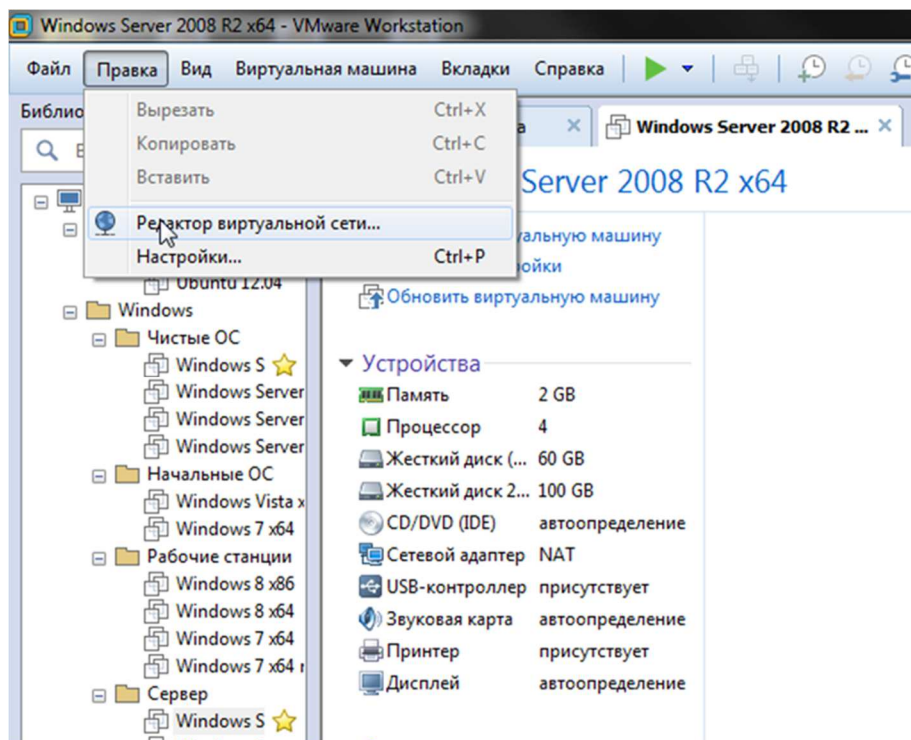 Windows Server 2008 R2 x64 - VMware Workstation
Файл Правка Вид Виртуальная машина Вкладки Справка
Библио
Вырезать Ctrl+X
Копировать Ctrl+C
Вставить Ctrl+V
Редактор виртуальной сети...
Настройки... Ctrl+P
а
Windows Server 2008 R2 ...
Server 2008 R2 x64
альную машину
ойки
Обновить виртуальную машину
Ubuntu 12.04
Windows
Чистые ОС
Windows S
Windows Server
Windows Server
Windows Server
Начальные ОС
Windows Vista x
Windows 7 x64
Рабочие станции
Windows 8 x86
Windows 8 x64
Windows 7 x64
Windows 7 x64 r
Сервер
Windows S
Устройства
Память 2 GB
Процессор 4
Жесткий диск (... 60 GB
Жесткий диск 2... 100 GB
CD/DVD (IDE) автоопределение
Сетевой адаптер NAT
USB-контроллер присутствует
Звуковая карта автоопределение
Принтер присутствует
Дисплей автоопределение